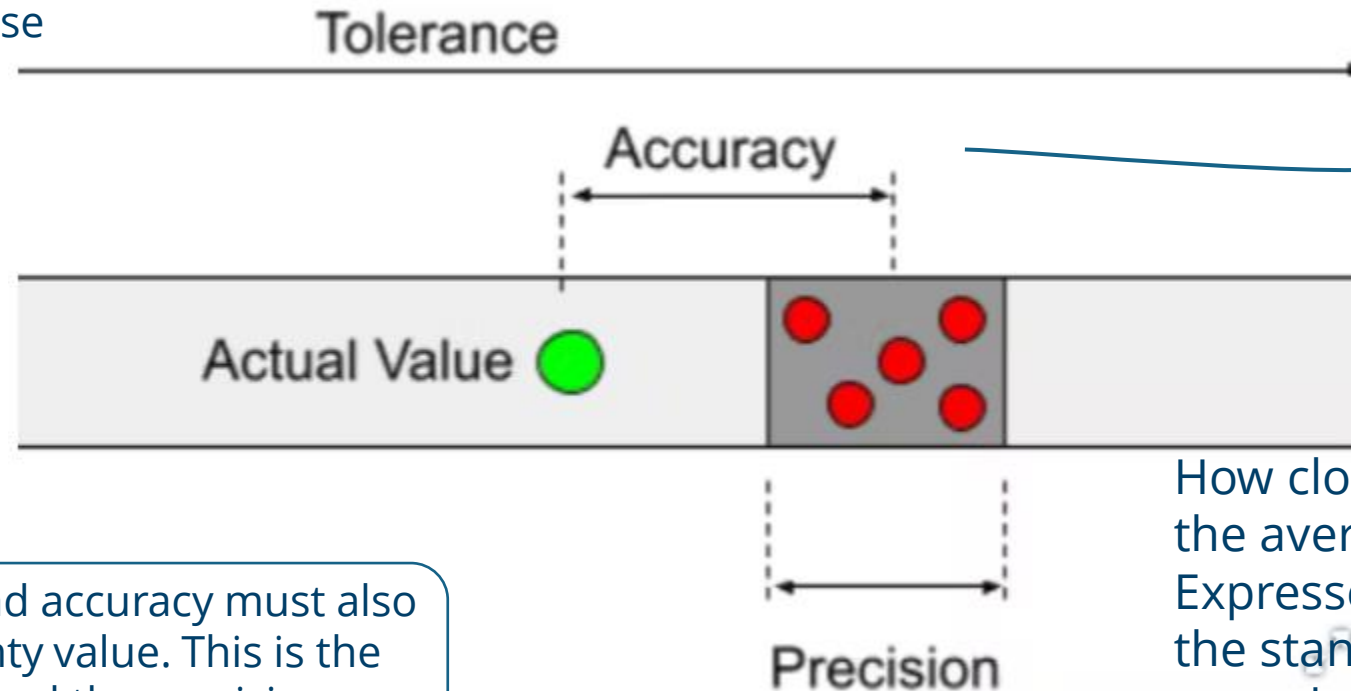 se
Tolerance
Accuracy
Actual Value
How clo
the aver
Express
the stan
d accuracy must also
nty value. This is the
Precision